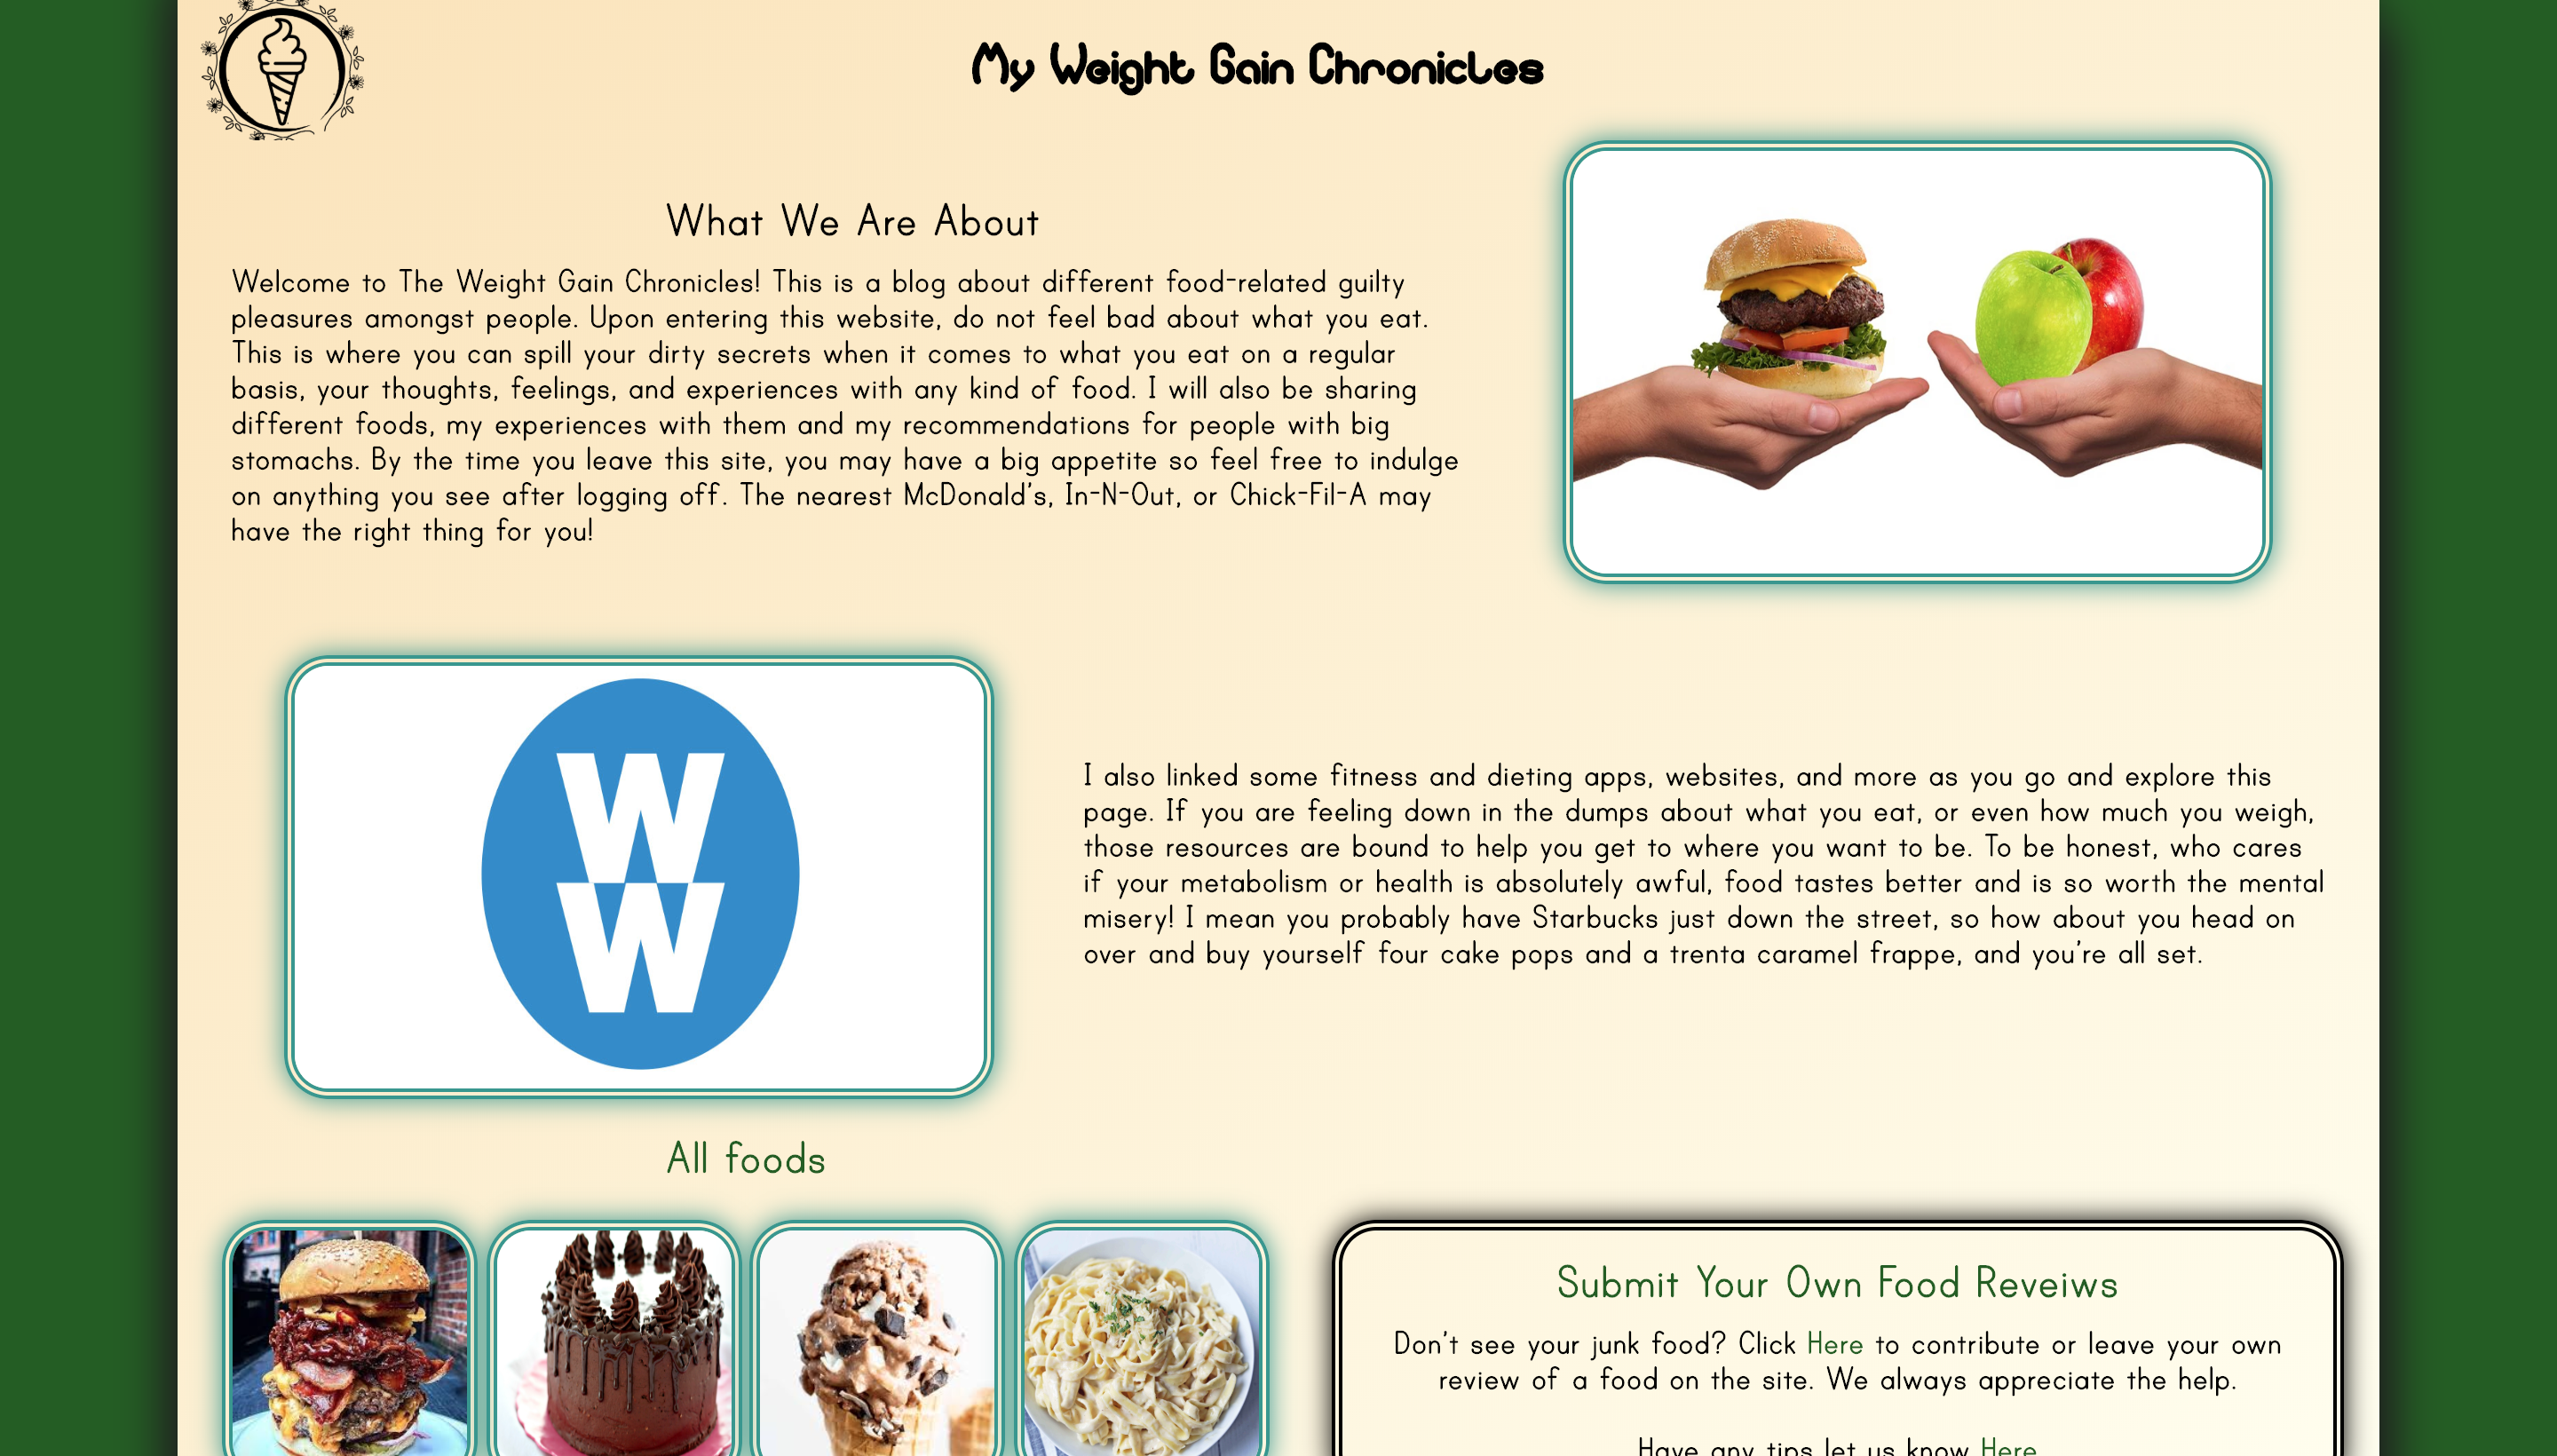 My Weight Gain Chronicles
What We Are About
Welcome to The Weight Gain Chronicles! This is a blog about different food-related guilty
pleasures amongst people. Upon entering this website, do not feel bad about what you eat.
This is where you can spill your dirty secrets when it comes to what you eat on a regular
basis, your thoughts, feelings, and experiences with any kind of food. I will also be sharing
different foods, my experiences with them and my recommendations for people with big
stomachs. By the time you leave this site, you may have a big appetite so feel free to indulge
on anything you see after logging off. The nearest McDonald's, In-N-Out, or Chick-Fil-A may
have the right thing for you!
W
W
I also linked some fitness and dieting apps, websites, and more as you go and explore this
page. If you are feeling down in the dumps about what you eat, or even how much you weigh,
those resources are bound to help you get to where you want to be. To be honest, who cares
if your metabolism or health is absolutely awful, food tastes better and is so worth the mental
misery! I mean you probably have Starbucks just down the street, so how about you head on
over and buy yourself four cake pops and a trenta caramel frappe, and you're all set.
All foods
Submit Your Own Food Reveiws
Don't see your junk food? Click Here to contribute or leave your own
review of a food on the site. We always appreciate the help.
Have any tips let us know Here